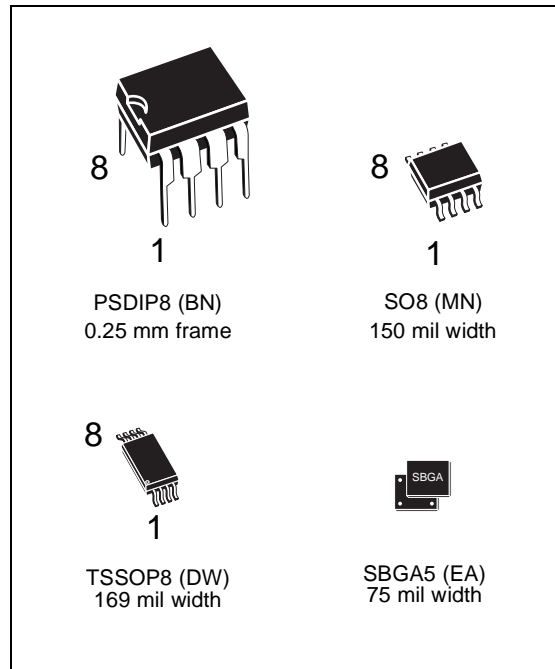 8
1
PSDIP8 (BN)
0.25 mm frame
8
1
SO8 (MN)
150 mil width
8
1
TSSOP8 (DW)
169 mil width
SBGA
SBGA5 (EA)
75 mil width